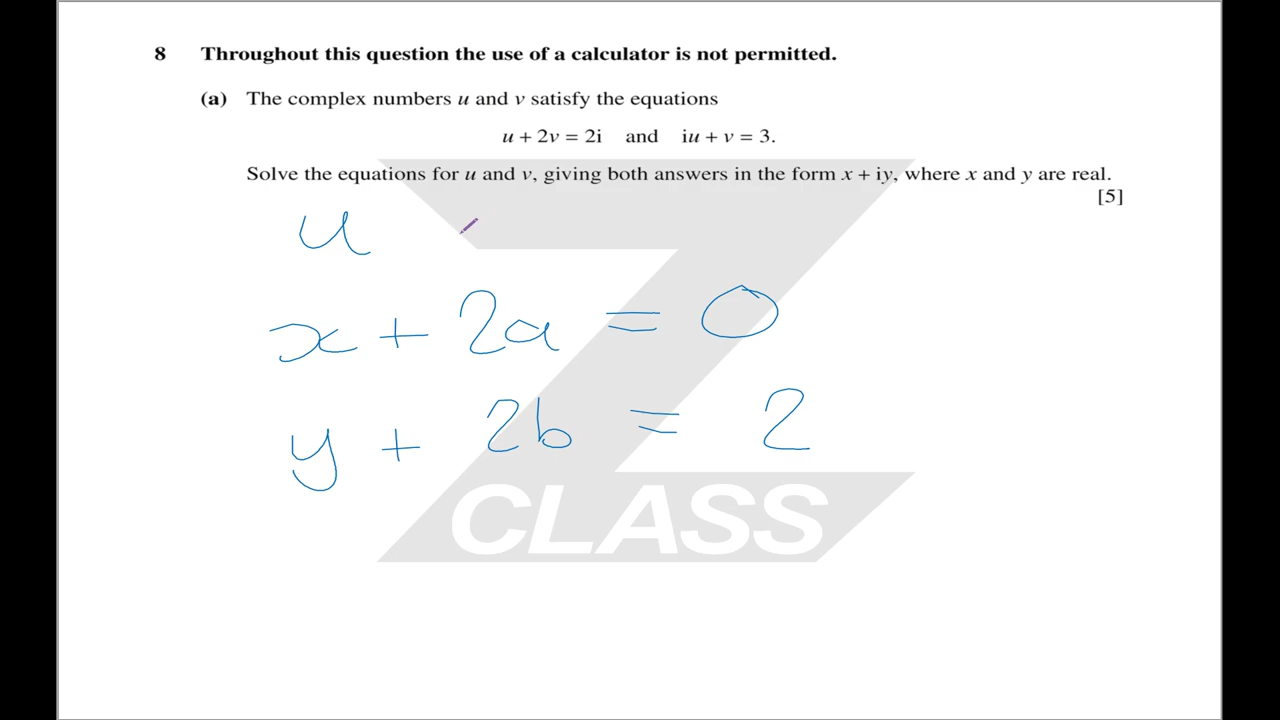 8 Throughout this question the use of a calculator is not permitted.
(a) The complex numbers u and v satisfy the equations
u + 2v = 2i and iu + v = 3.
Solve the equations for u and v, giving both answers in the form x + iy, where x and y are real.
[5]
u
x + 2a = 0
y + 2b = 2
CLASS